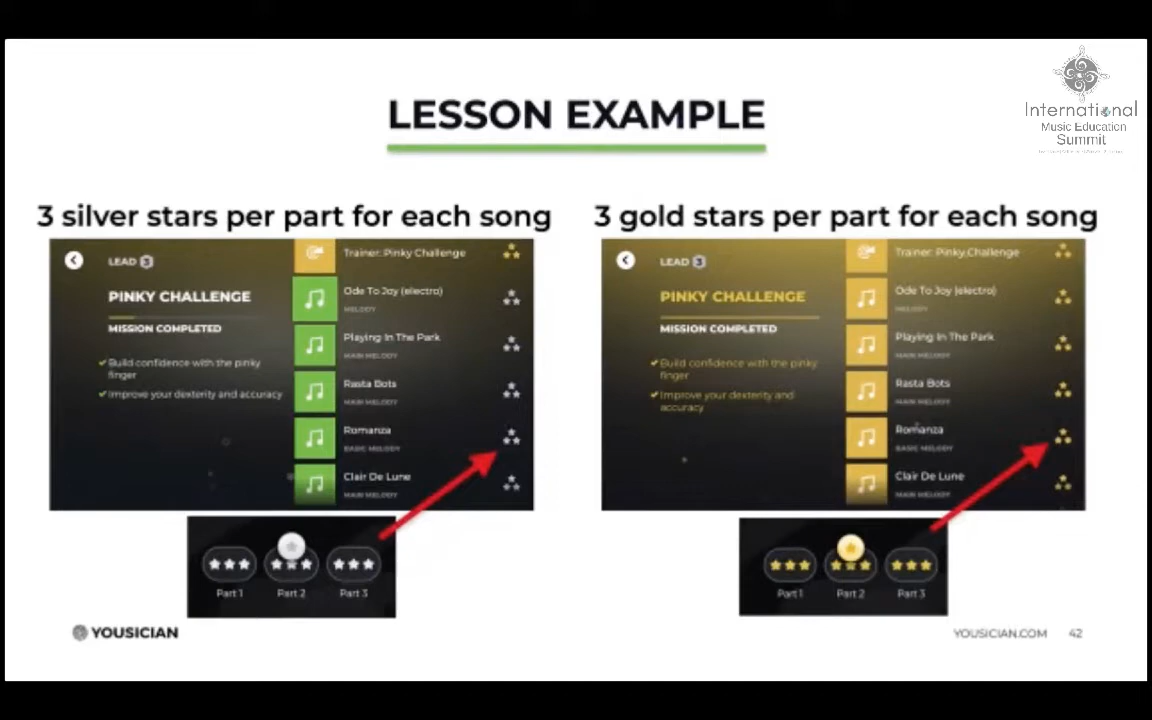 International
Music Education
Summit
LESSON EXAMPLE
3 silver stars per part for each song
LEAD 3
PINKY CHALLENGE
MISSION COMPLETED
Build confidence with the pinky
finger
Improve your dexterity and accuracy
Trainer: Pinky Challenge
Ode To Joy (electro)
MELODY
Playing In The Park
MAIN MELODY
Rasta Bots
MAIN MELODY
Romanza
BASIC MELODY
Clair De Lune
MAIN MELODY
Part 1
Part 2
Part 3
3 gold stars per part for each song
LEAD 3
PINKY CHALLENGE
MISSION COMPLETED
Build confidence with the pinky
finger
Improve your dexterity and
accuracy
Trainer: Pinky Challenge
Ode To Joy (electro)
MELODY
Playing In The Park
MAIN MELODY
Rasta Bots
MAIN MELODY
Romanza
BASIC MELODY
Clair De Lune
MAIN MELODY
Part 1
Part 2
Part 3
YOUSICIAN
YOUSICIAN.COM 42